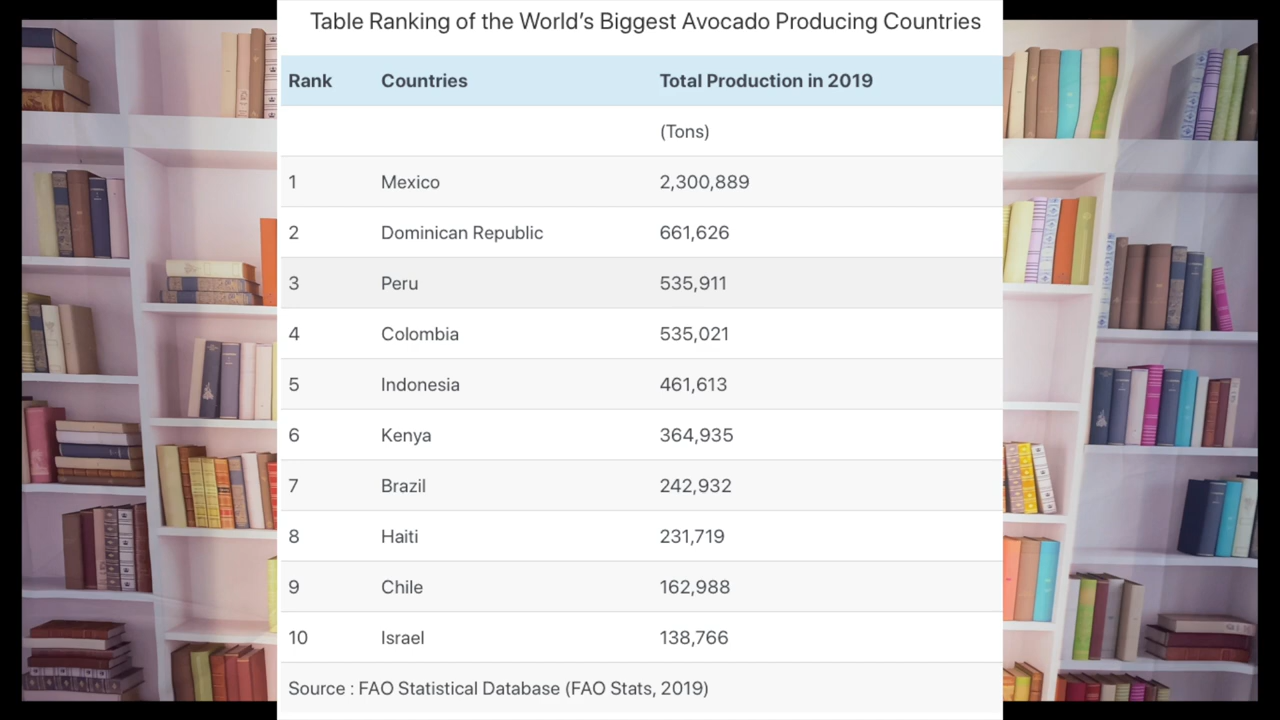 Table Ranking of the World’s Biggest Avocado Producing Countries
Rank Countries Total Production in 2019
(Tons)
1 Mexico 2,300,889
2 Dominican Republic 661,626
3 Peru 535,911
4 Colombia 535,021
5 Indonesia 461,613
6 Kenya 364,935
7 Brazil 242,932
8 Haiti 231,719
9 Chile 162,988
10 Israel 138,766
Source : FAO Statistical Database (FAO Stats, 2019)